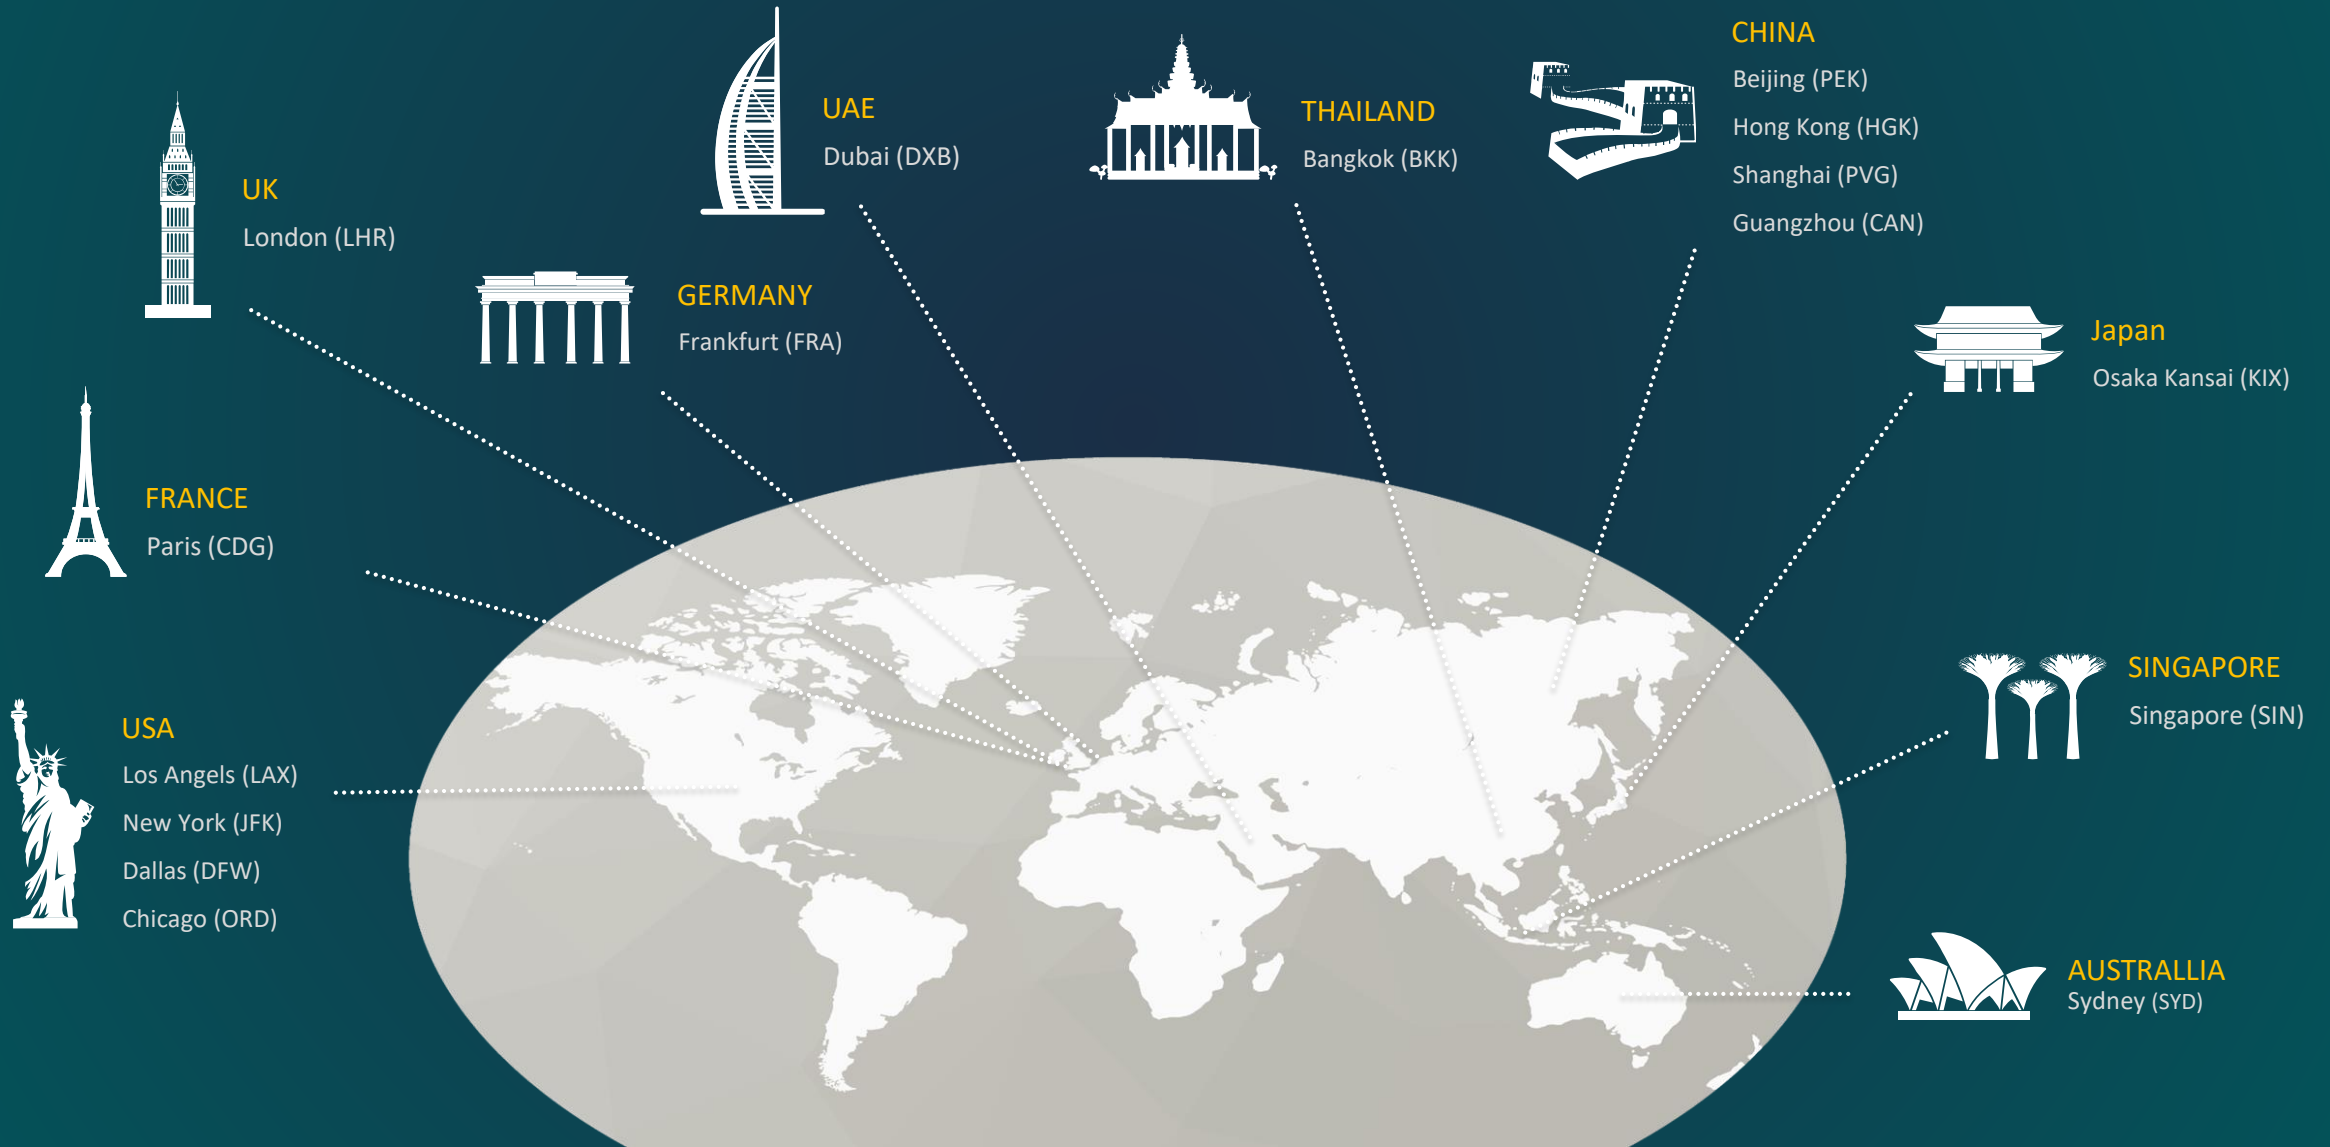 UK
London (LHR)
UAE
Dubai (DXB)
THAILAND
Bangkok (BKK)
CHINA
Beijing (PEK)
Hong Kong (HGK)
Shanghai (PVG)
Guangzhou (CAN)
GERMANY
Frankfurt (FRA)
Japan
Osaka Kansai (KIX)
FRANCE
Paris (CDG)
USA
Los Angels (LAX)
New York (JFK)
Dallas (DFW)
Chicago (ORD)
SINGAPORE
Singapore (SIN)
AUSTRALLIA
Sydney (SYD)